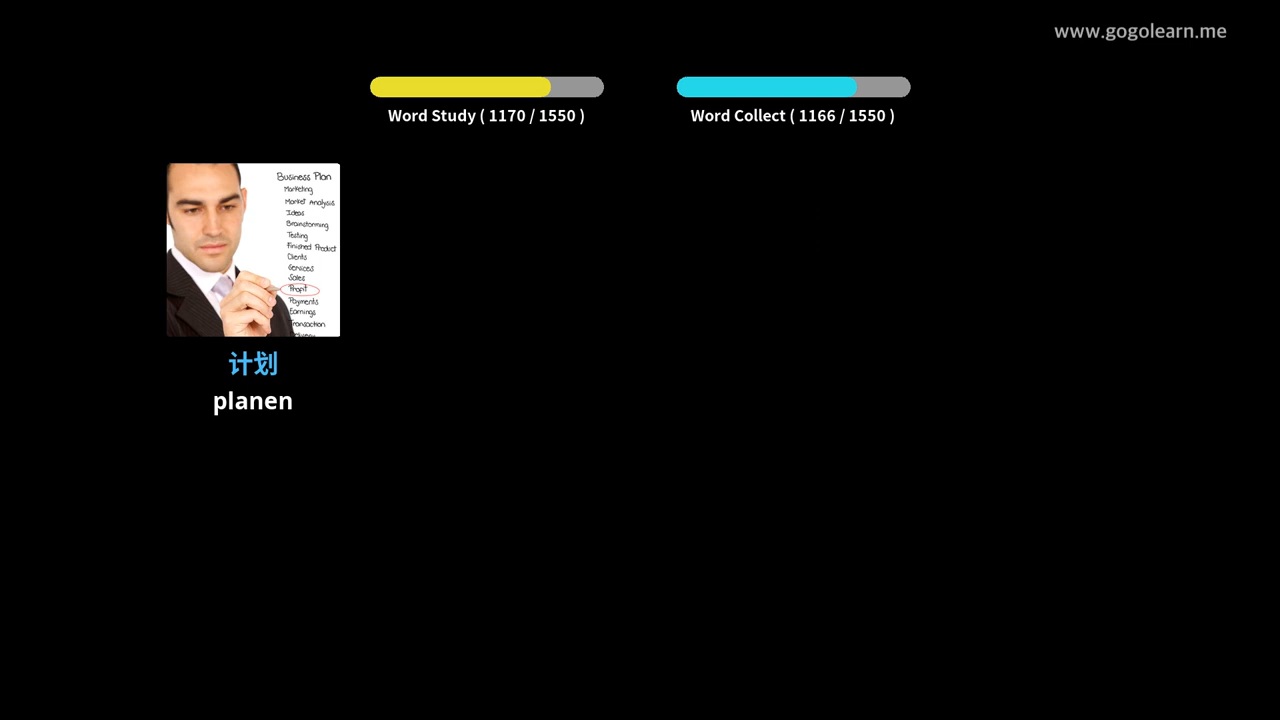 www.gogolearn.me
Word Study ( 1170 / 1550 )
Word Collect ( 1166 / 1550 )
Business Plan
Marketing
Market Analysis
Ideas
Brainstorming
Testing
Finished Product
Clients
Services
Sales
Profit
Payments
Earnings
Transaction
计划
planen